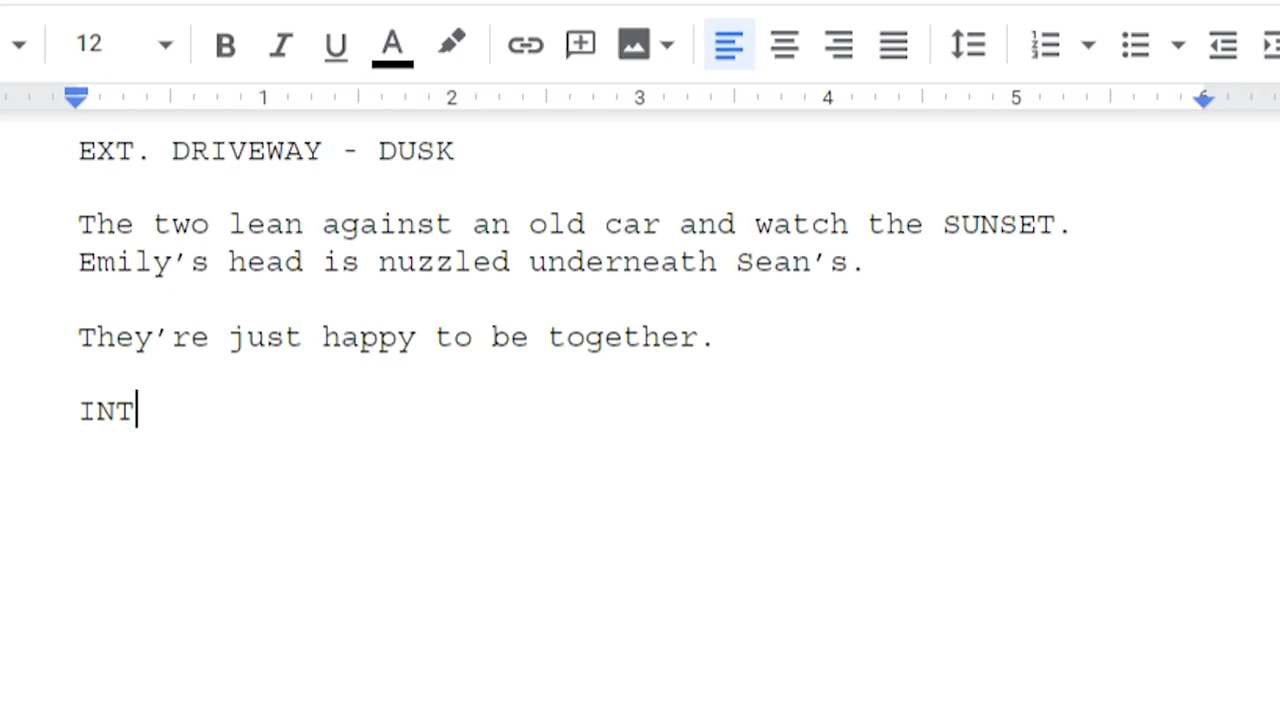 12
B I U A
1 2 3 4 5 6
EXT. DRIVEWAY - DUSK
The two lean against an old car and watch the SUNSET.
Emily’s head is nuzzled underneath Sean’s.
They’re just happy to be together.
INT